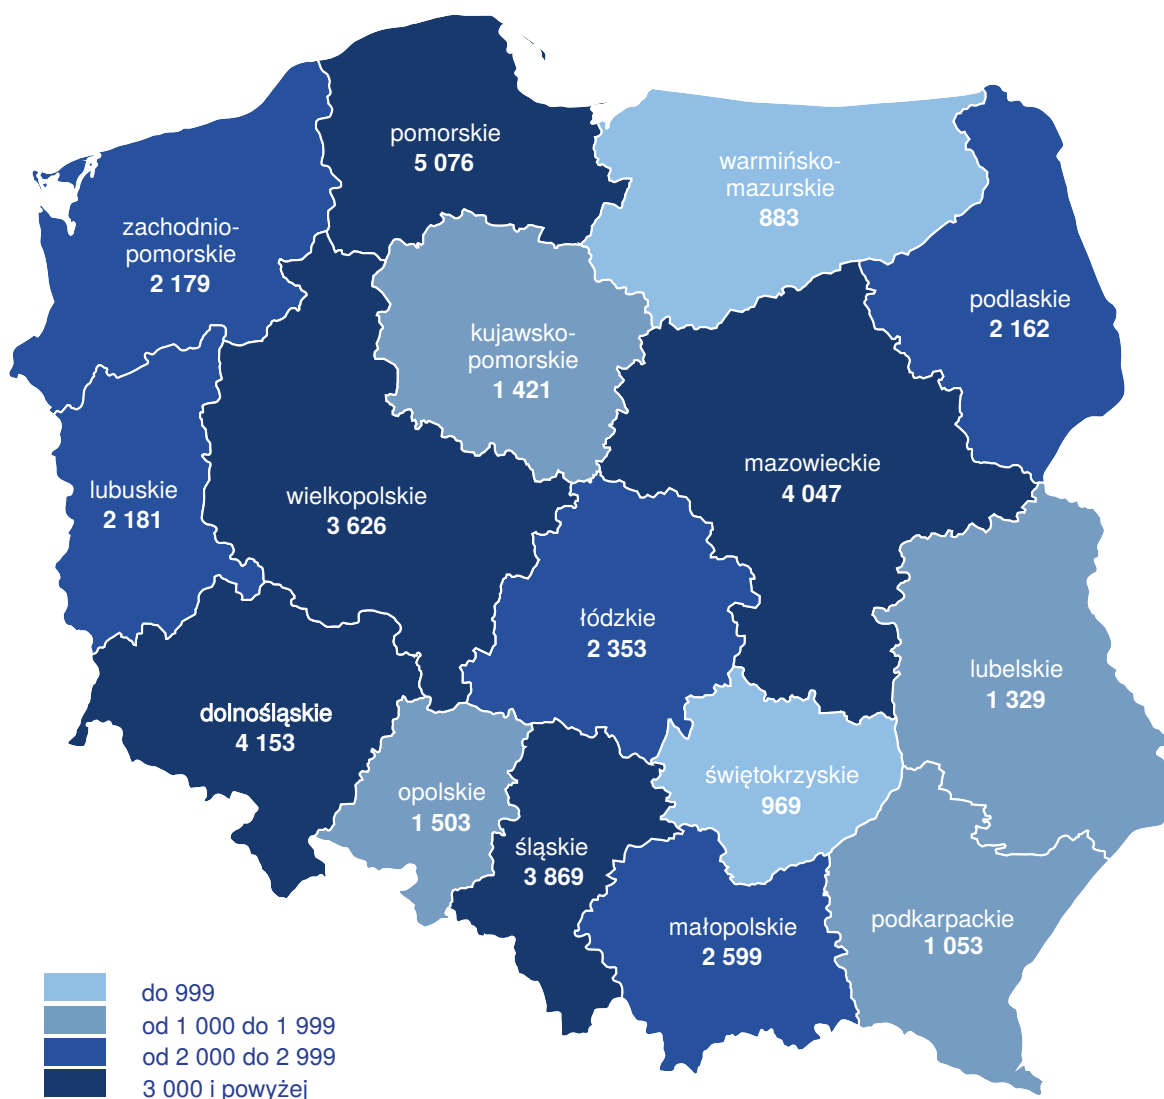 pomorskie
5 076
warmińsko-
mazurskie
883
zachodnio-
pomorskie
2 179
podlaskie
2 162
kujawsko-
pomorskie
1 421
mazowieckie
4 047
lubuskie
2 181
wielkopolskie
3 626
łódzkie
2 353
lubelskie
1 329
dolnośląskie
4 153
świętokrzyskie
969
opolskie
1 503
śląskie
3 869
podkarpackie
1 053
małopolskie
2 599
do 999
od 1 000 do 1 999
od 2 000 do 2 999
3 000 i powyżej